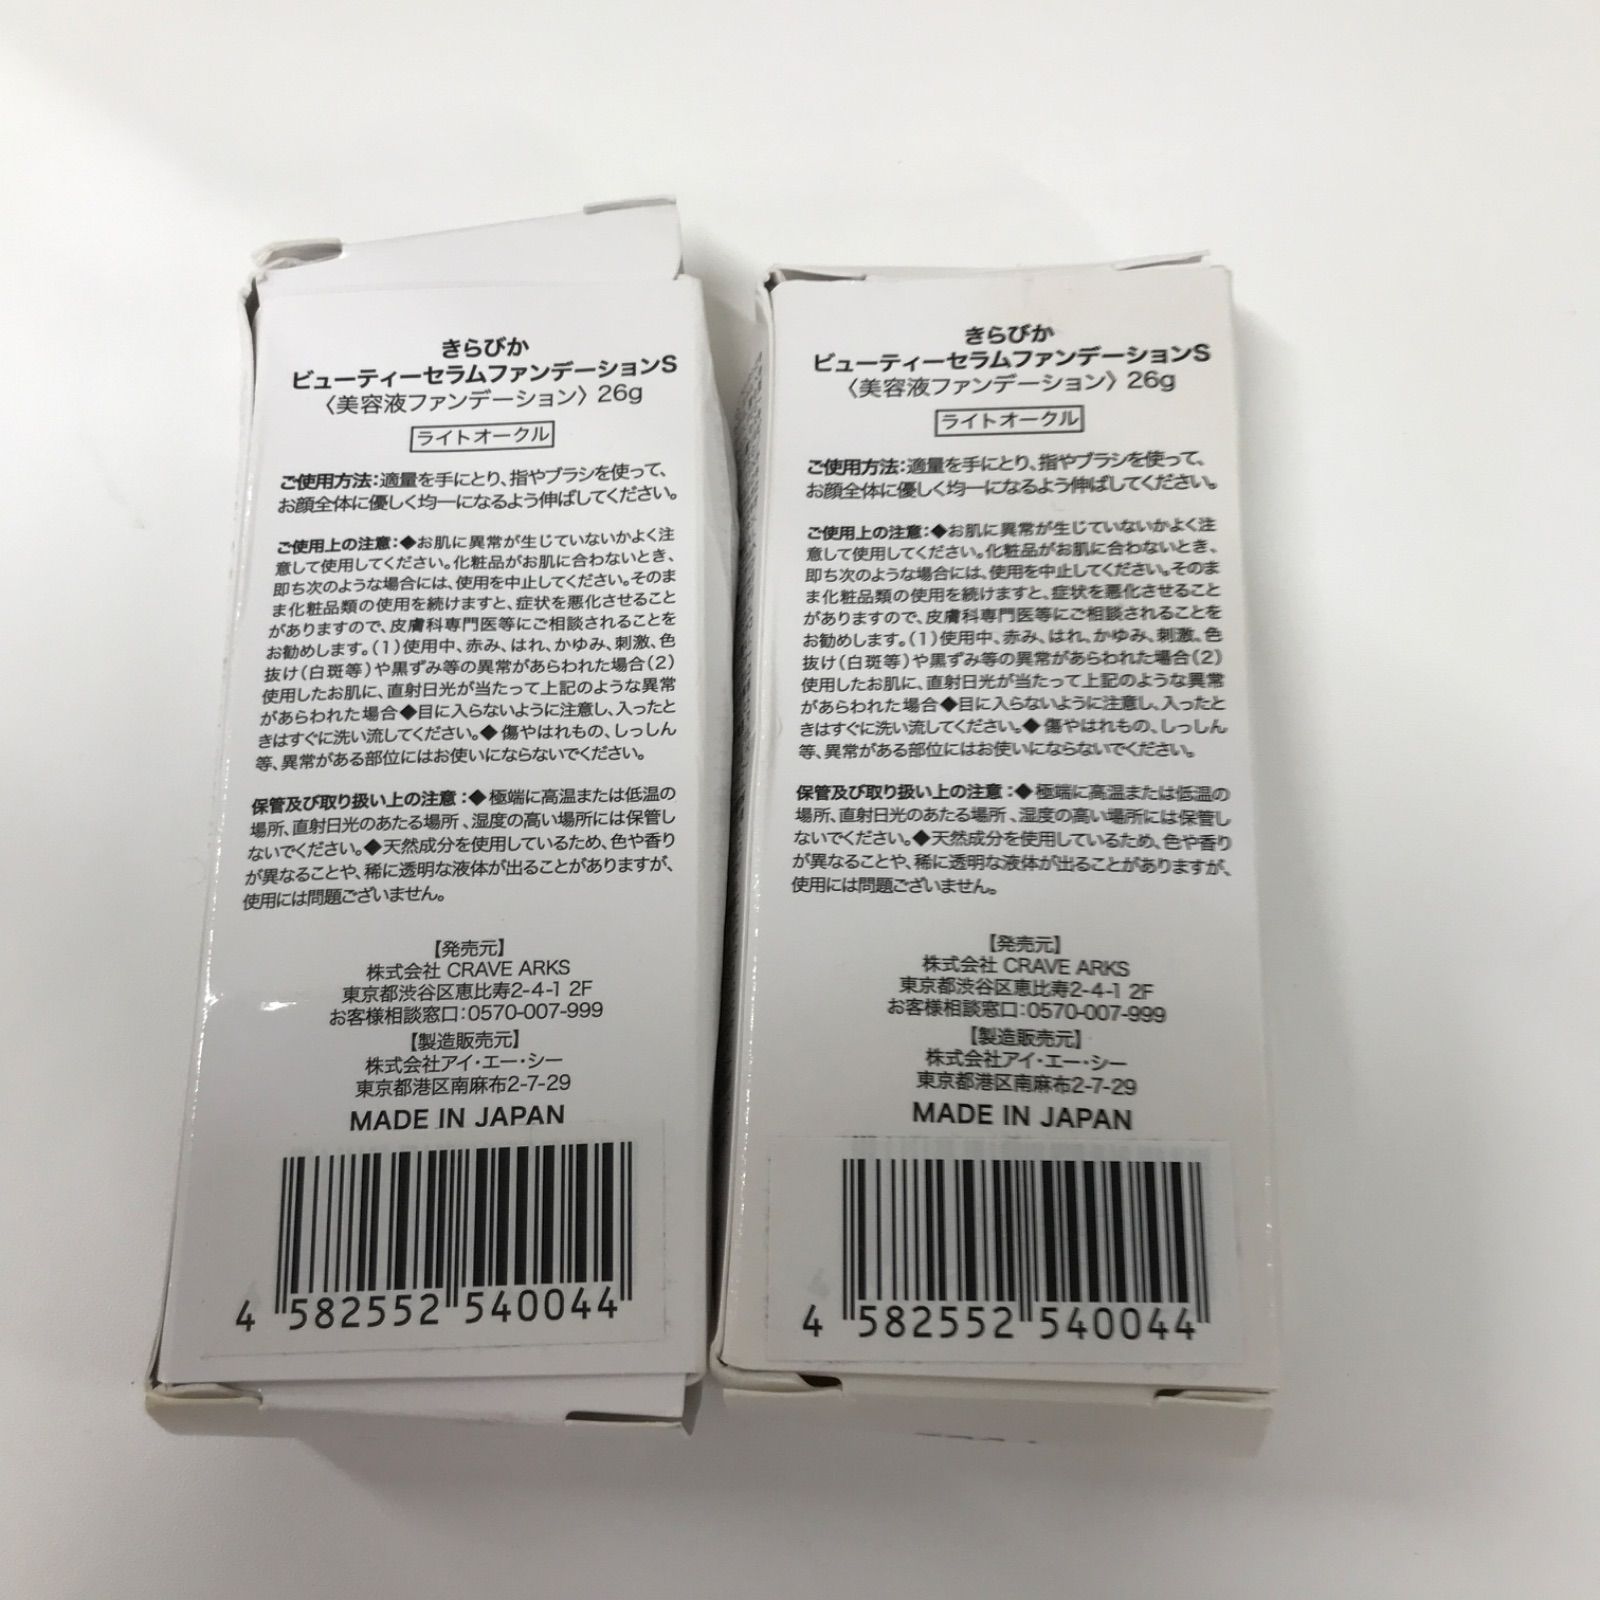 きらびか
ビューティーセラムファンデーションS
〈美容液ファンデーション〉26g
ライトオークル
ご使用方法:適量を手にとり、指やブラシを使って、
お顔全体に優しく均一になるよう伸ばしてください。
ご使用上の注意:◆お肌に異常が生じていないかよく注
意して使用してください。化粧品がお肌に合わないとき、
即ち次のような場合には、使用を中止してください。そのま
ま化粧品類の使用を続けますと、症状を悪化させること
がありますので、皮膚科専門医等にご相談されることを
お勧めします。(1)使用中、赤み、はれ、かゆみ、刺激、色
抜け(白斑等)や黒ずみ等の異常があらわれた場合(2)
使用したお肌に、直射日光が当たって上記のような異常
があらわれた場合◆目に入らないように注意し、入ったと
きはすぐに洗い流してください。◆傷やはれもの、しっしん
等、異常がある部位にはお使いにならないでください。
保管及び取り扱い上の注意:◆極端に高温または低温の
場所、直射日光のあたる場所、湿度の高い場所には保管し
ないでください。◆天然成分を使用しているため、色や香り
が異なることや、稀に透明な液体が出ることがありますが、
使用には問題ございません。
【発売元】
株式会社 CRAVE ARKS
東京都渋谷区恵比寿2-4-1 2F
お客様相談窓口:0570-007-999
【製造販売元】
株式会社アイ・エー・シー
東京都港区南麻布2-7-29
MADE IN JAPAN
4 582552 540044
きらびか
ビューティーセラムファンデーションS
〈美容液ファンデーション〉26g
ライトオークル
ご使用方法:適量を手にとり、指やブラシを使って、
お顔全体に優しく均一になるよう伸ばしてください。
ご使用上の注意:◆お肌に異常が生じていないかよく注
意して使用してください。化粧品がお肌に合わないとき、
即ち次のような場合には、使用を中止してください。そのま
ま化粧品類の使用を続けますと、症状を悪化させること
がありますので、皮膚科専門医等にご相談されることを
お勧めします。(1)使用中、赤み、はれ、かゆみ、刺激、色
抜け(白斑等)や黒ずみ等の異常があらわれた場合(2)
使用したお肌に、直射日光が当たって上記のような異常
があらわれた場合◆目に入らないように注意し、入ったと
きはすぐに洗い流してください。◆傷やはれもの、しっしん
等、異常がある部位にはお使いにならないでください。
保管及び取り扱い上の注意:◆極端に高温または低温の
場所、直射日光のあたる場所、湿度の高い場所には保管し
ないでください。◆天然成分を使用しているため、色や香り
が異なることや、稀に透明な液体が出ることがありますが、
使用には問題ございません。
【発売元】
株式会社 CRAVE ARKS
東京都渋谷区恵比寿2-4-1 2F
お客様相談窓口:0570-007-999
【製造販売元】
株式会社アイ・エー・シー
東京都港区南麻布2-7-29
MADE IN JAPAN
4 582552 540044